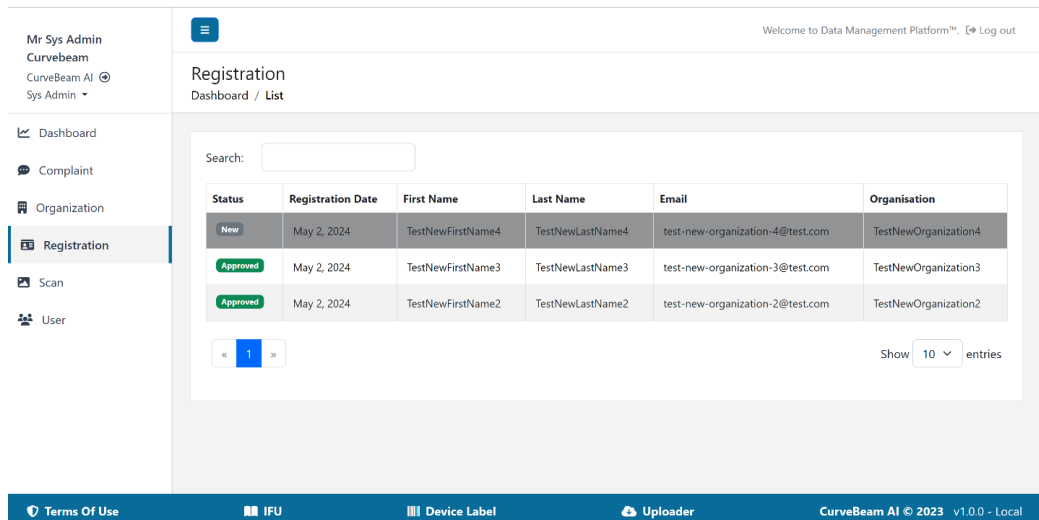 Mr Sys Admin
Curvebeam
CurveBeam AI
Sys Admin
Welcome to Data Management Platform™. Log out
Registration
Dashboard / List
Dashboard
Complaint
Organization
Registration
Scan
User
Search:
Status Registration Date First Name Last Name Email Organisation
New May 2, 2024 TestNewFirstName4 TestNewLastName4 test-new-organization-4@test.com TestNewOrganization4
Approved May 2, 2024 TestNewFirstName3 TestNewLastName3 test-new-organization-3@test.com TestNewOrganization3
Approved May 2, 2024 TestNewFirstName2 TestNewLastName2 test-new-organization-2@test.com TestNewOrganization2
« 1 » Show 10 entries
Terms Of Use IFU Device Label Uploader CurveBeam AI © 2023 v1.0.0 - Local